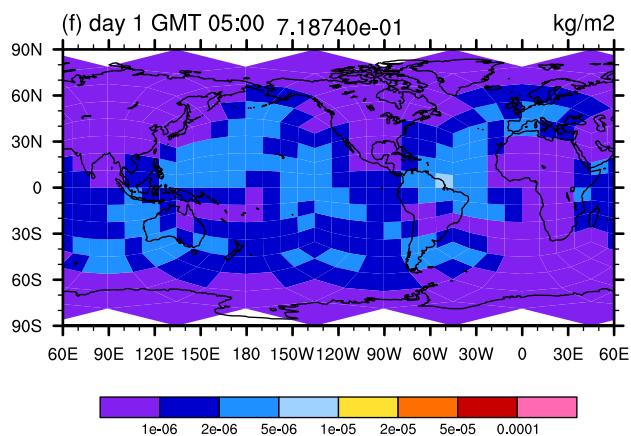 (f) day 1 GMT 05:00 7.18740e-01 kg/m2
90N
60N
30N
0
30S
60S
90S
60E 90E 120E 150E 180 150W 120W 90W 60W 30W 0 30E 60E
1e-06 2e-06 5e-06 1e-05 2e-05 5e-05 0.0001